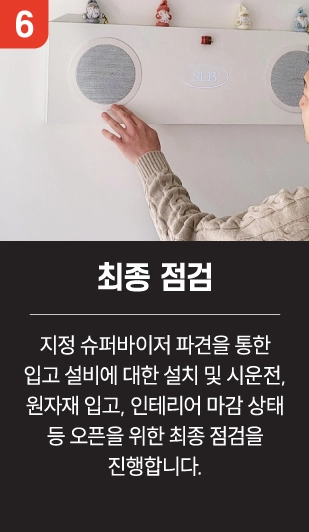 6
최종 점검
지정 슈퍼바이저 파견을 통한
입고 설비에 대한 설치 및 시운전,
원자재 입고, 인테리어 마감 상태
등 오픈을 위한 최종 점검을
진행합니다.